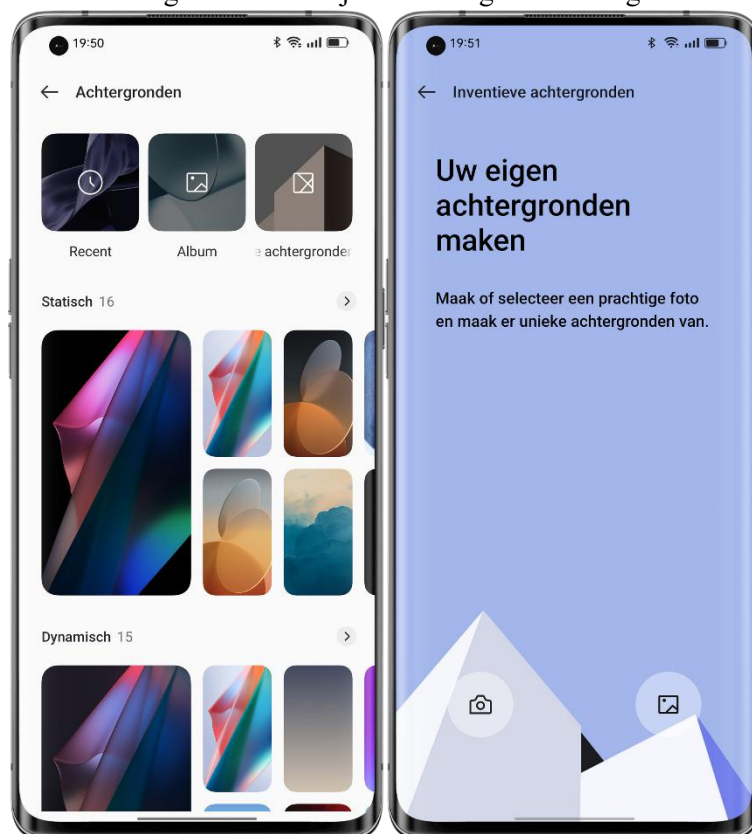 19:50
Achtergronden
Recent
Album
achtergronder
Statisch 16
Dynamisch 15
19:51
Inventieve achtergronden
Uw eigen
achtergronden
maken
Maak of selecteer een prachtige foto
en maak er unieke achtergronden van.